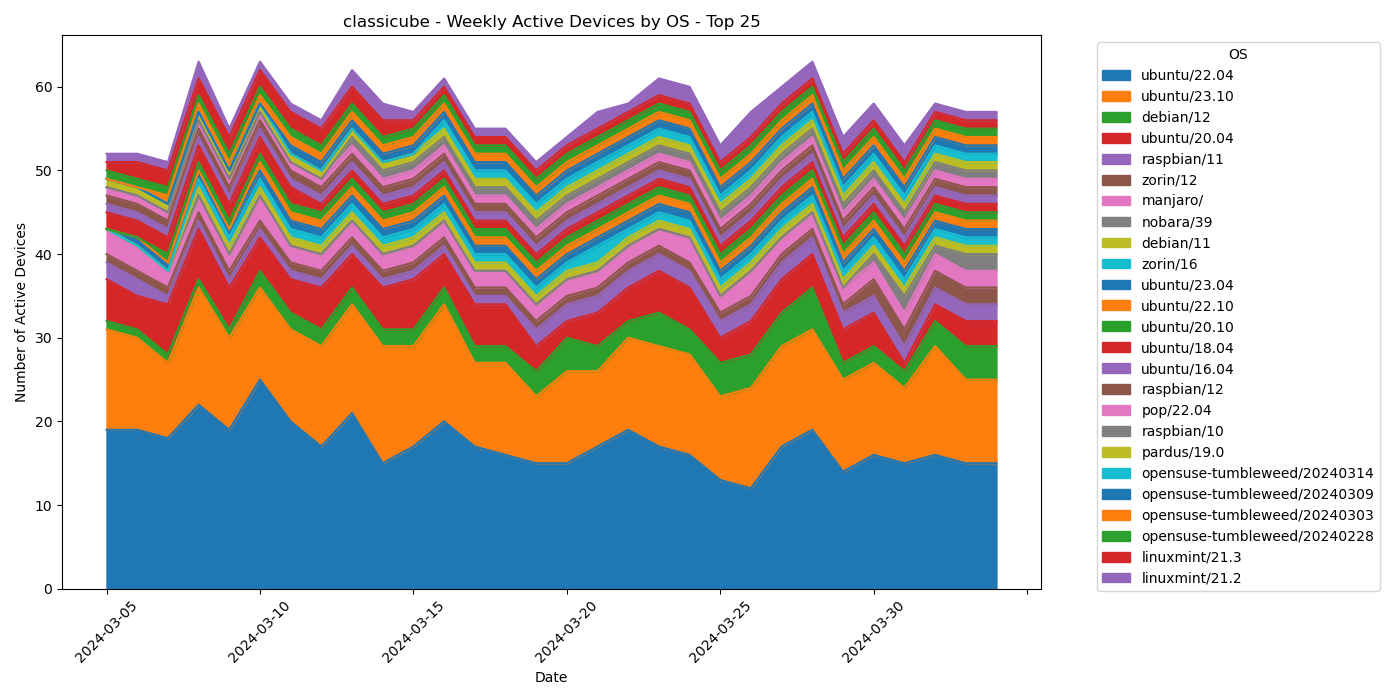 classicube - Weekly Active Devices by OS - Top 25
Number of Active Devices
60
50
40
30
20
10
0
2024-03-05
2024-03-10
2024-03-15
2024-03-20
2024-03-25
2024-03-30
Date
OS
ubuntu/22.04
ubuntu/23.10
debian/12
ubuntu/20.04
raspbian/11
zorin/12
manjaro/
nobara/39
debian/11
zorin/16
ubuntu/23.04
ubuntu/22.10
ubuntu/20.10
ubuntu/18.04
ubuntu/16.04
raspbian/12
pop/22.04
raspbian/10
pardus/19.0
opensuse-tumbleweed/20240314
opensuse-tumbleweed/20240309
opensuse-tumbleweed/20240303
opensuse-tumbleweed/20240228
linuxmint/21.3
linuxmint/21.2